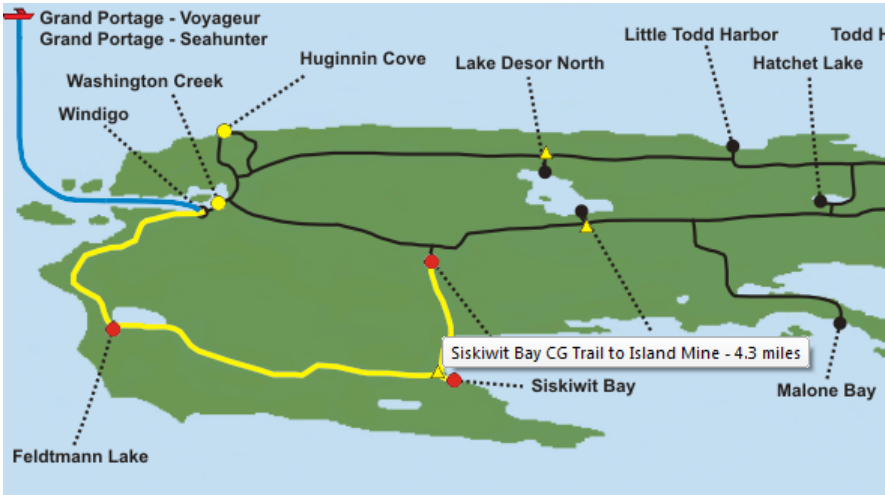 Grand Portage - Voyageur
Grand Portage - Seahunter
Little Todd Harbor
Todd H
Huginnin Cove
Lake Desor North
Hatchet Lake
Washington Creek
Windigo
Siskiwit Bay CG Trail to Island Mine - 4.3 miles
Siskiwit Bay
Malone Bay
Feldtmann Lake